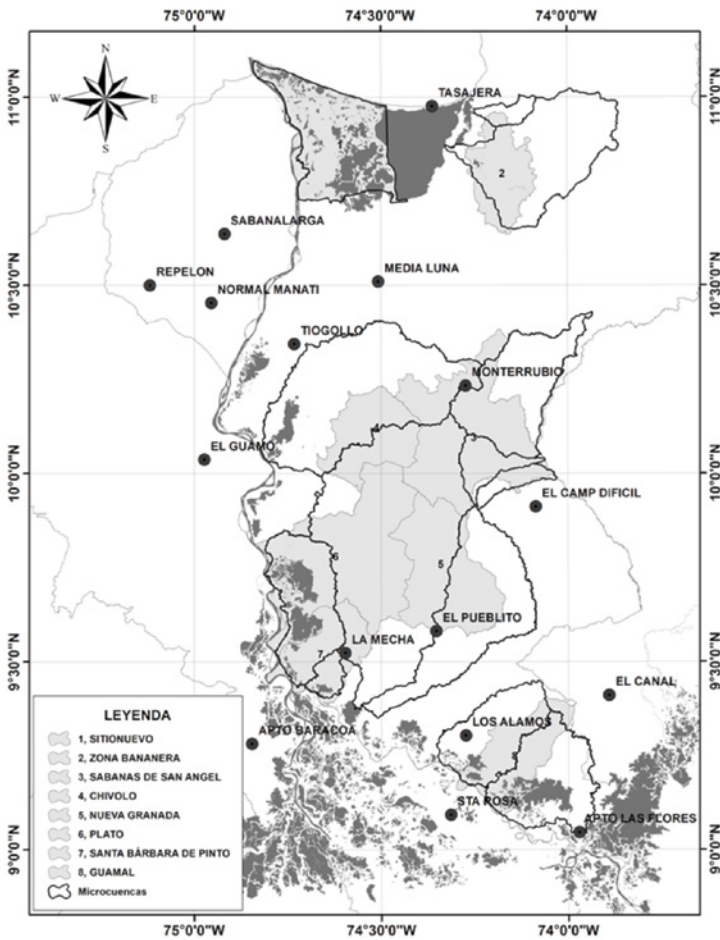 75°0'0"W 74°30'0"W 74°0'0"W
N
W E
S
11°0'0"N 11°0'0"N
TASAJERA
1
2
SABANALARGA
REPELON
MEDIA LUNA
10°30'0"N 10°30'0"N
NORMAL MANATI
TIOGOLLO
MONTERRUBIO
4
3
EL GUAMO
10°0'0"N 10°0'0"N
EL CAMP DIFICIL
6
5
EL PUEBLITO
LA MECHA
7
9°30'0"N 9°30'0"N
EL CANAL
LEYENDA
1, SITIONUEVO
2, ZONA BANANERA
3, SABANAS DE SAN ANGEL
4, CHIVOLO
5, NUEVA GRANADA
6, PLATO
7, SANTA BÁRBARA DE PINTO
8, GUAMAL
Microcuencas
APTO BARACOA
LOS ALAMOS
8
STA ROSA
APTO LAS FLORES
9°0'0"N 9°0'0"N
75°0'0"W 74°30'0"W 74°0'0"W